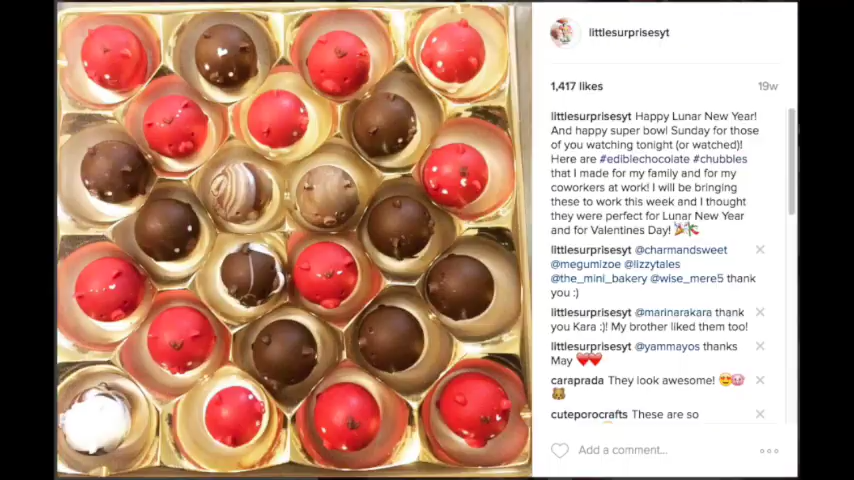 littlesurprisesyt
1,417 likes
19w
littlesurprisesyt Happy Lunar New Year!
And happy super bowl Sunday for those
of you watching tonight (or watched)!
Here are #ediblechocolate #chubbles
that I made for my family and for my
coworkers at work! I will be bringing
these to work this week and I thought
they were perfect for Lunar New Year
and for Valentines Day! 🎉🎋
littlesurprisesyt @charmandsweet
@megumizoe @lizzytales
@the_mini_bakery @wise_mere5 thank
you :)
littlesurprisesyt @marinarakara thank
you Kara :)! My brother liked them too!
littlesurprisesyt @yammayos thanks
May ❤️❤️
caraprada They look awesome! 😍🐷
🐻
cuteporocrafts These are so
Add a comment...